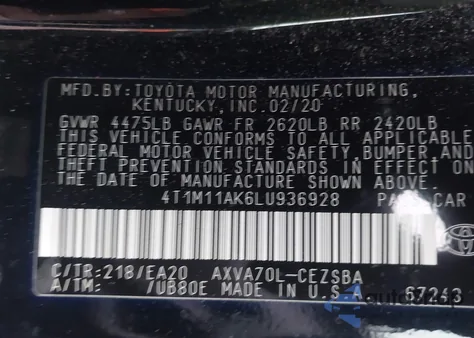 MFD.BY:TOYOTA MOTOR MANUFACTURING,
KENTUCKY,INC.02/20
GVWR 4475LB GAWR FR 2620LB RR 2420LB
THIS VEHICLE CONFORMS TO ALL APPLICABLE
FEDERAL MOTOR VEHICLE SAFETY,BUMPER,AND
THEFT PREVENTION STANDARDS IN EFFECT ON
THE DATE OF MANUFACTURE SHOWN ABOVE.
4T1M11AK6LU936928 PASS. CAR
C/TR:218/EA20 AXVA70L-CEZSBA
A/TM: /UB80E MADE IN U.S.A. 67243